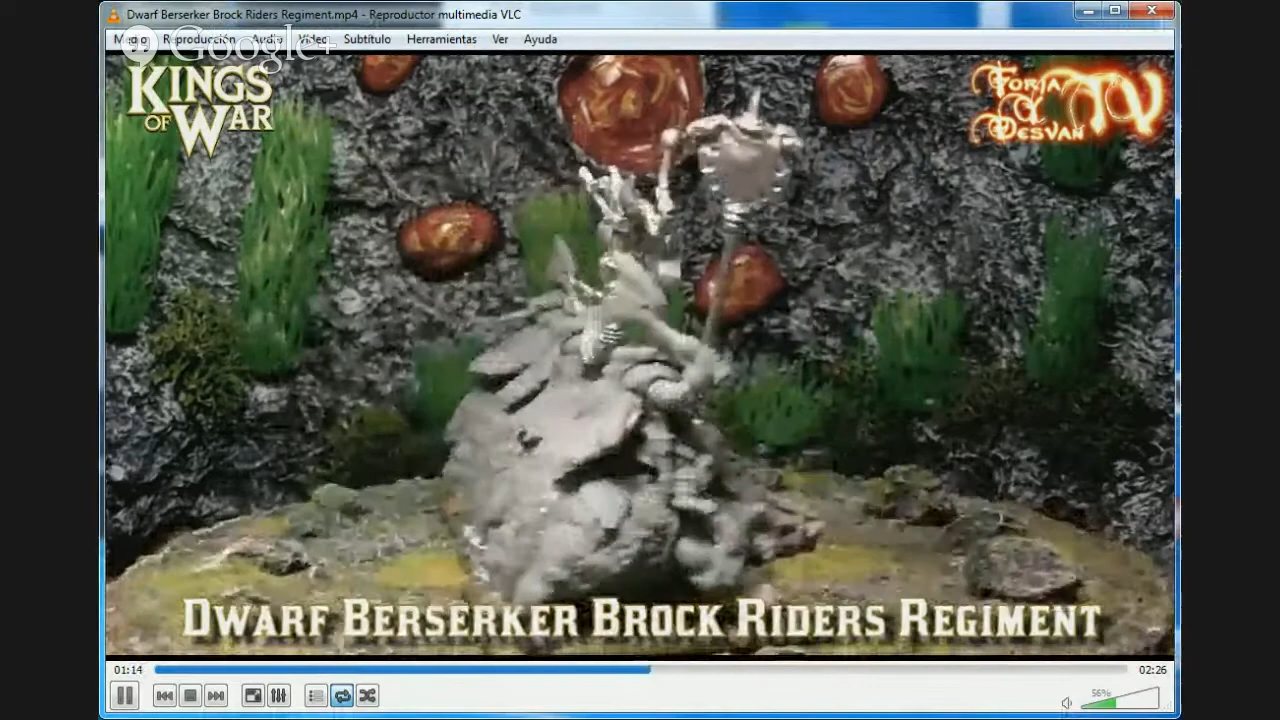 Dwarf Berserker Brock Riders Regiment.mp4 - Reproductor multimedia VLC
Medio Reproducción Audio Vídeo Subtítulo Herramientas Ver Ayuda
Google+
KINGS
OF WAR
FORJA
DESVAN
TV
DWARF BERSERKER BROCK RIDERS REGIMENT
01:14
02:26
56%